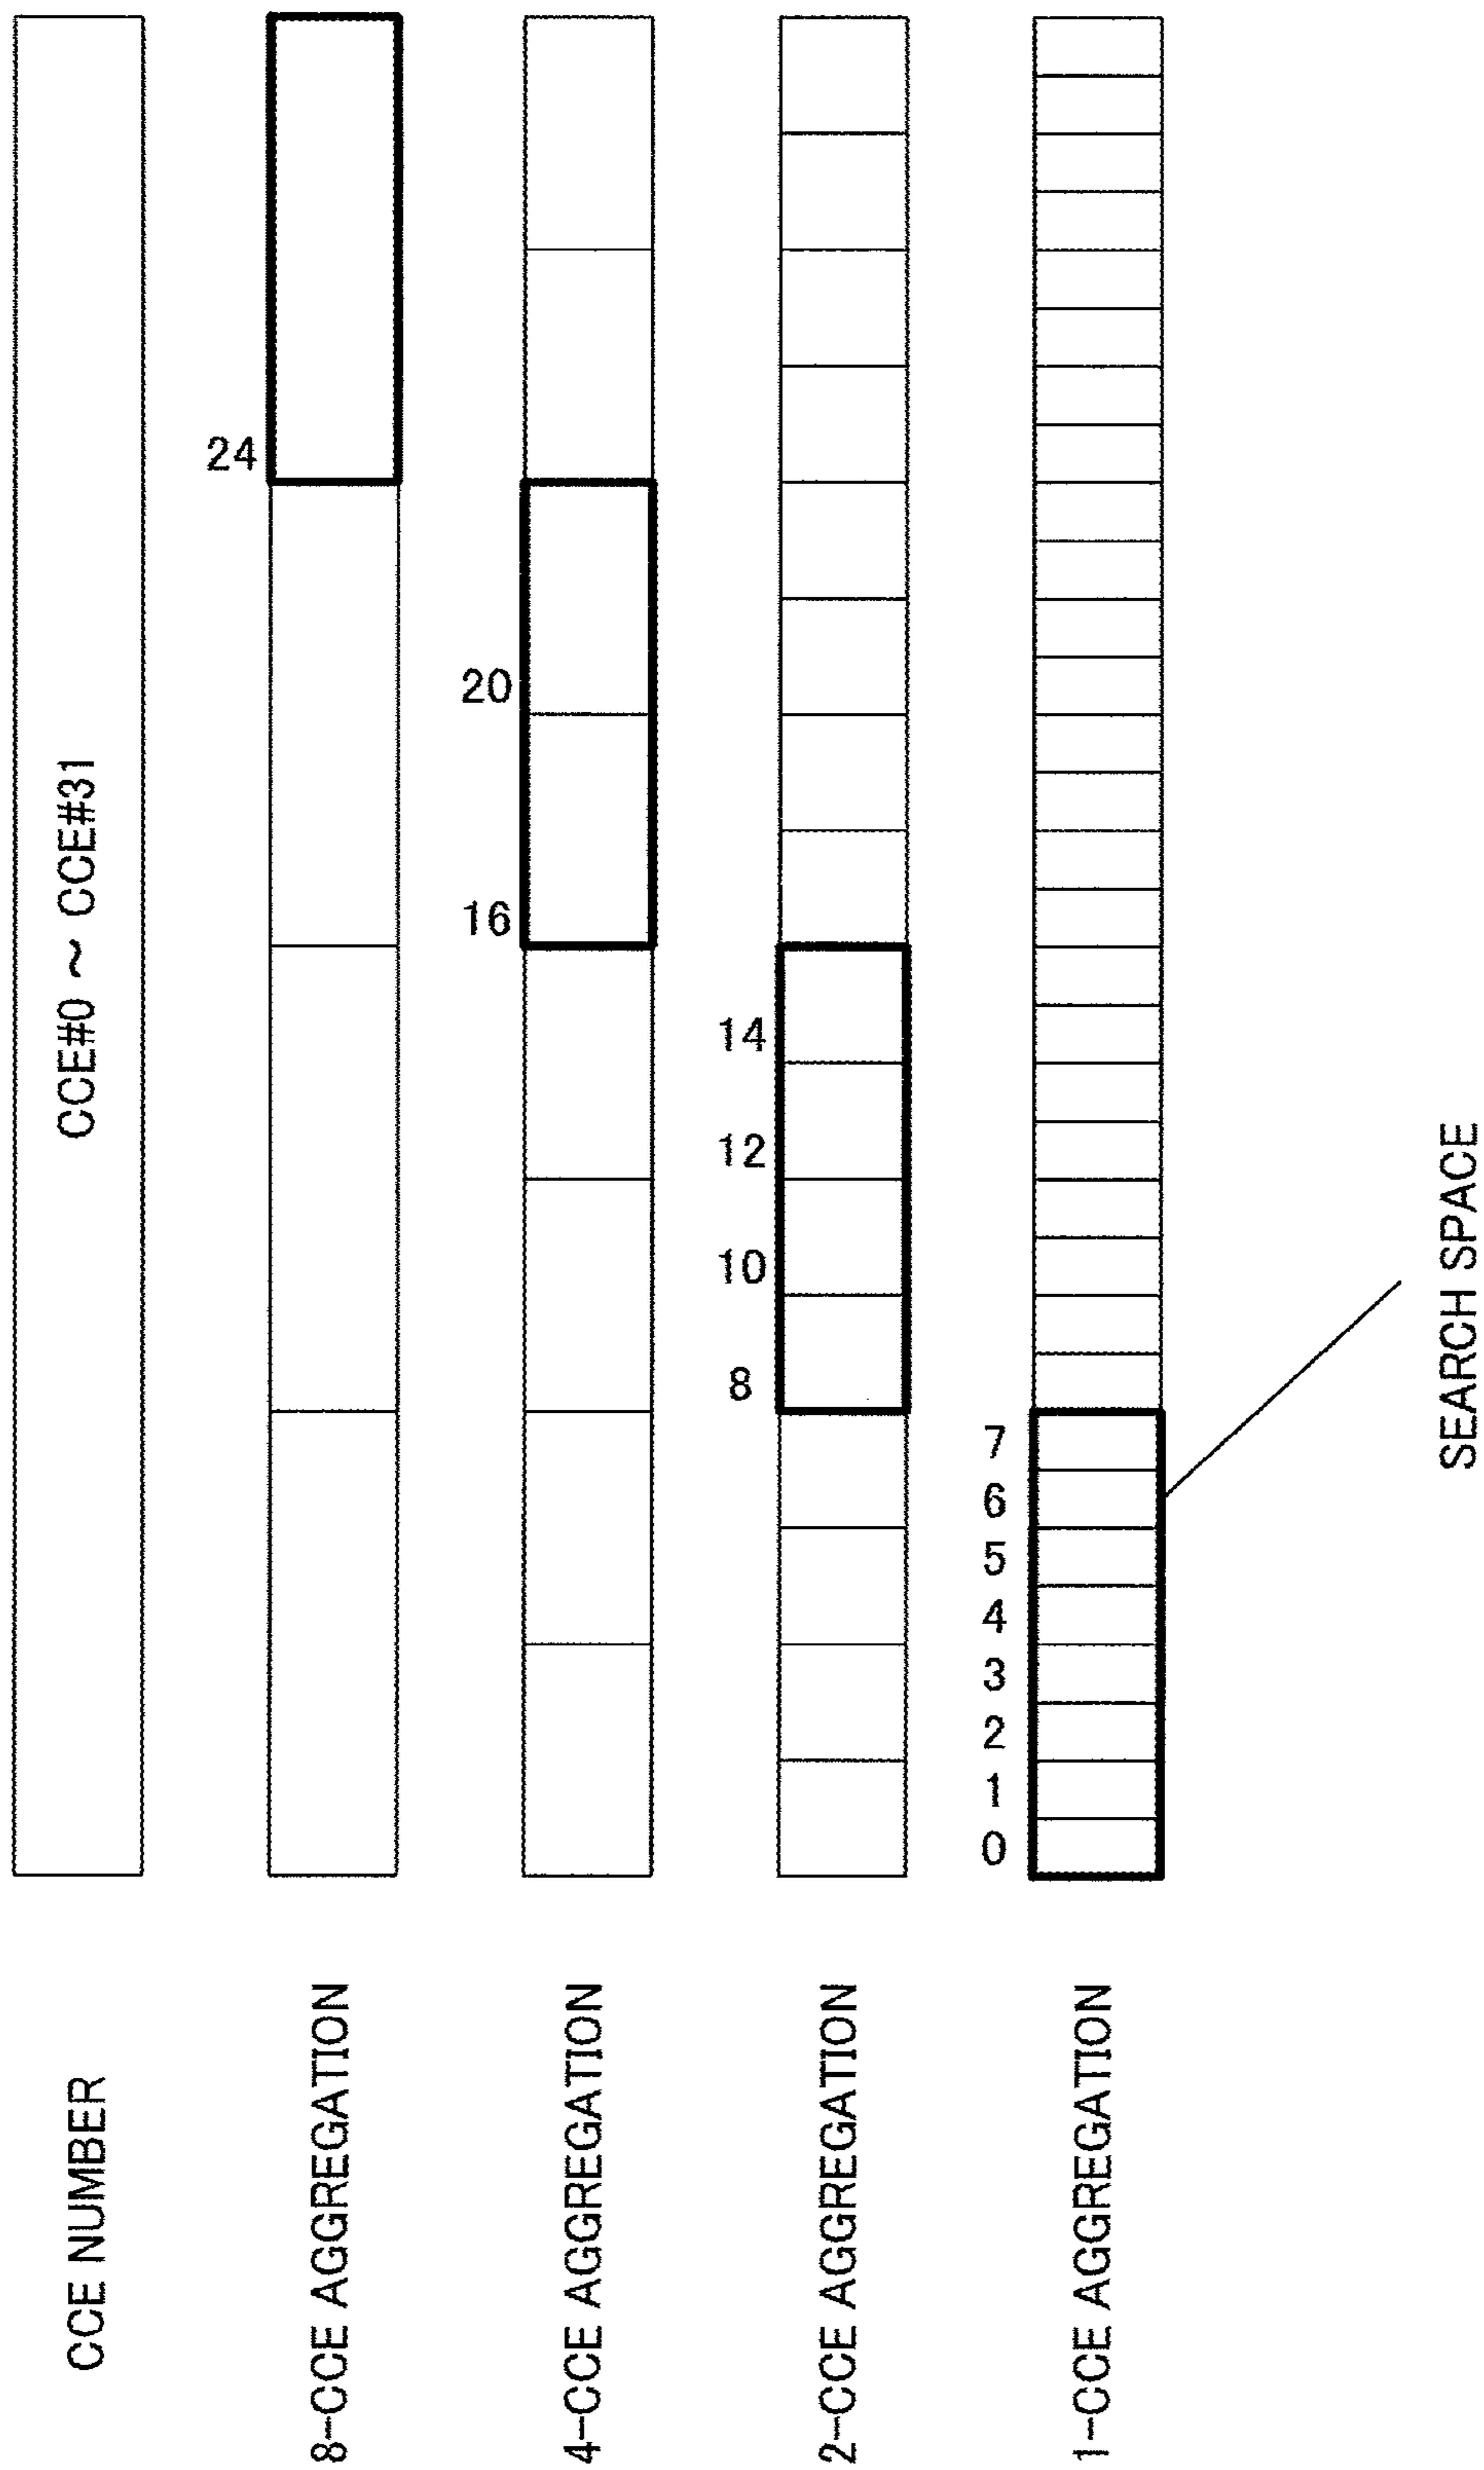 CCE NUMBER
CCE#0 ~ CCE#31
8-CCE AGGREGATION
24
4-CCE AGGREGATION
16
20
2-CCE AGGREGATION
8
10
12
14
1-CCE AGGREGATION
0
1
2
3
4
5
6
7
SEARCH SPACE